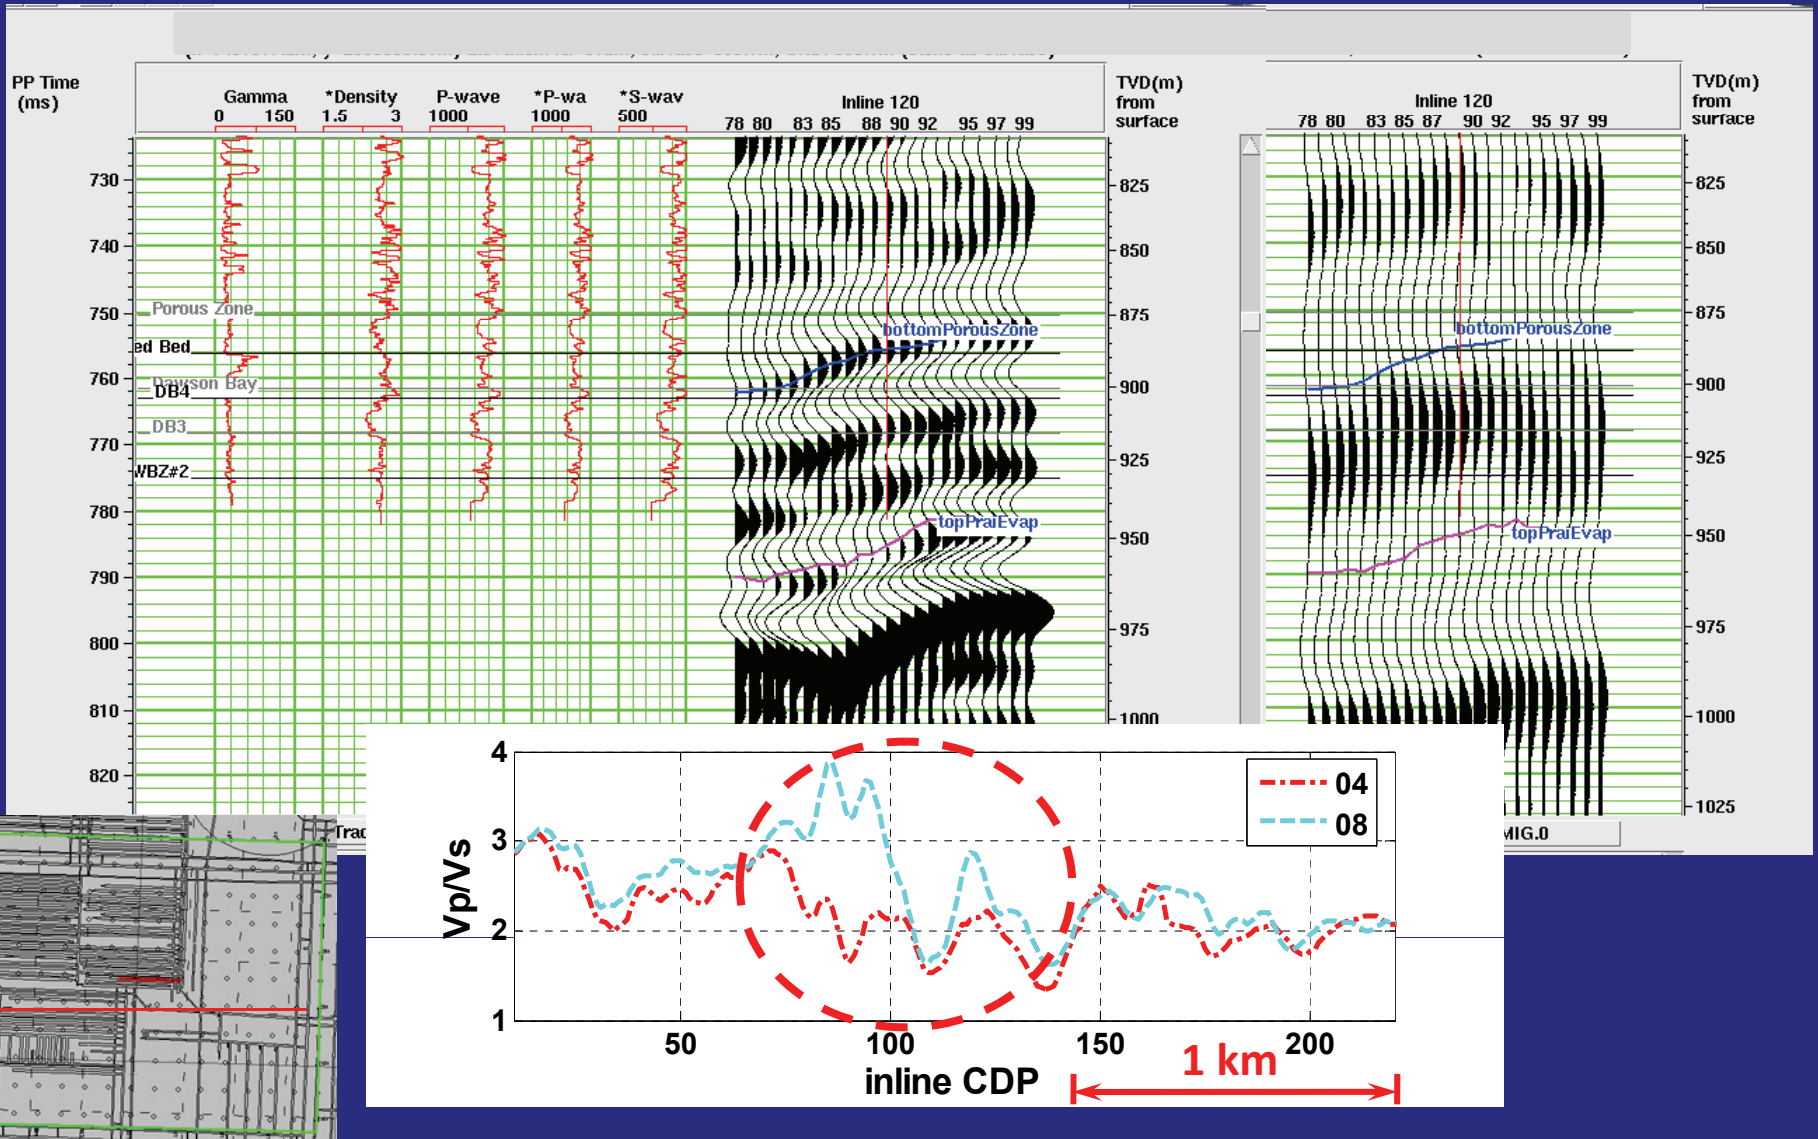 PP Time
(ms)
Gamma
0 150
*Density
1.5 3
P-wave
1000
*P-wa
1000
*S-wav
500
Inline 120
78 80 83 85 88 90 92 95 97 99
TVD(m)
from
surface
730
740
750
760
770
780
790
800
810
820
Porous Zone
ed Bed
Dawson Bay
DB4
DB3
WBZ#2
bottomPorousZone
topPraiEvap
825
850
875
900
925
950
975
1000
Inline 120
78 80 83 85 87 90 92 95 97 99
TVD(m)
from
surface
bottomPorousZone
topPraiEvap
825
850
875
900
925
950
975
1000
1025
Trac
MIG.0
4
3
2
1
Vp/Vs
04
08
50 100 150 200
inline CDP
1 km